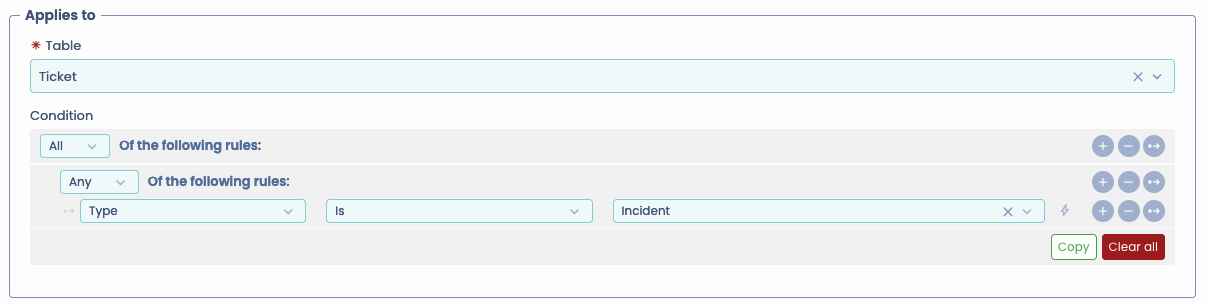 Applies to
* Table
Ticket
Condition
All Of the following rules:
Any Of the following rules:
Type Is Incident
Copy Clear all